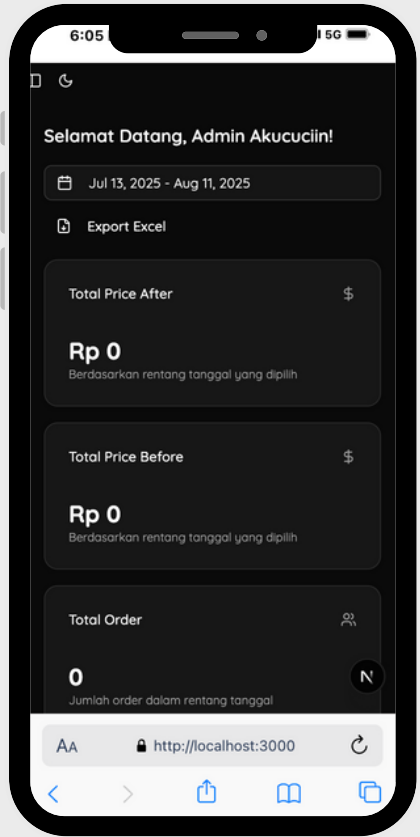 6:05
5G
Selamat Datang, Admin Akucuciin!
Jul 13, 2025 - Aug 11, 2025
Export Excel
Total Price After
$
Rp 0
Berdasarkan rentang tanggal yang dipilih
Total Price Before
$
Rp 0
Berdasarkan rentang tanggal yang dipilih
Total Order
0
N
Jumlah order dalam rentang tanggal
AA
http://localhost:3000